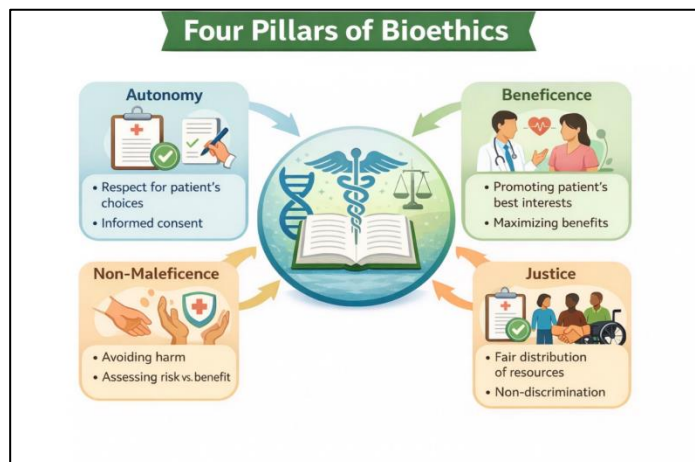 Four Pillars of Bioethics
Autonomy
• Respect for patient's
choices
• Informed consent
Beneficence
• Promoting patient's
best interests
• Maximizing benefits
Non-Maleficence
• Avoiding harm
• Assessing risk vs. benefit
Justice
• Fair distribution
of resources
• Non-discrimination